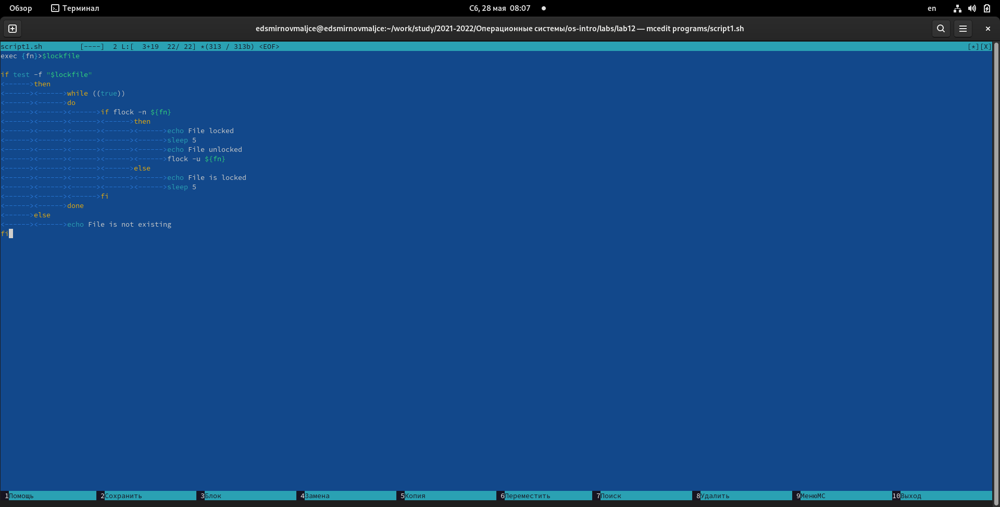 Обзор Терминал Сб, 28 мая 08:07 en
edsmirnovmaljce@edsmirnovmaljce:~/work/study/2021-2022/Операционные системы/os-intro/labs/lab12 — mcedit programs/script1.sh
script1.sh [----] 2 L:[ 3+19 22/ 22] *(313 / 313b) <EOF> [*][X]
exec {fn}>$lockfile
if test -f "$lockfile"
<------>then
<------><------>while ((true))
<------><------>do
<------><------><------>if flock -n ${fn}
<------><------><------><------>then
<------><------><------><------><------>echo File locked
<------><------><------><------><------>sleep 5
<------><------><------><------><------>echo File unlocked
<------><------><------><------><------>flock -u ${fn}
<------><------><------><------>else
<------><------><------><------><------>echo File is locked
<------><------><------><------><------>sleep 5
<------><------><------>fi
<------><------>done
<------>else
<------><------>echo File is not existing
fi
1Помощь 2Сохранить 3Блок 4Замена 5Копия 6Переместить 7Поиск 8Удалить 9МенюMC 10Выход